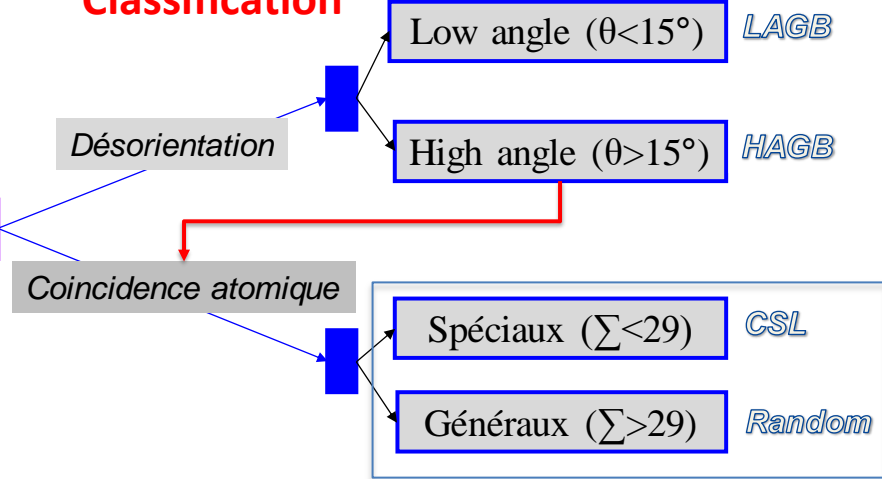 Classification
Low angle (θ<15°) LAGB
Désorientation
High angle (θ>15°) HAGB
Coincidence atomique
Spéciaux (∑<29) CSL
Généraux (∑>29) Random